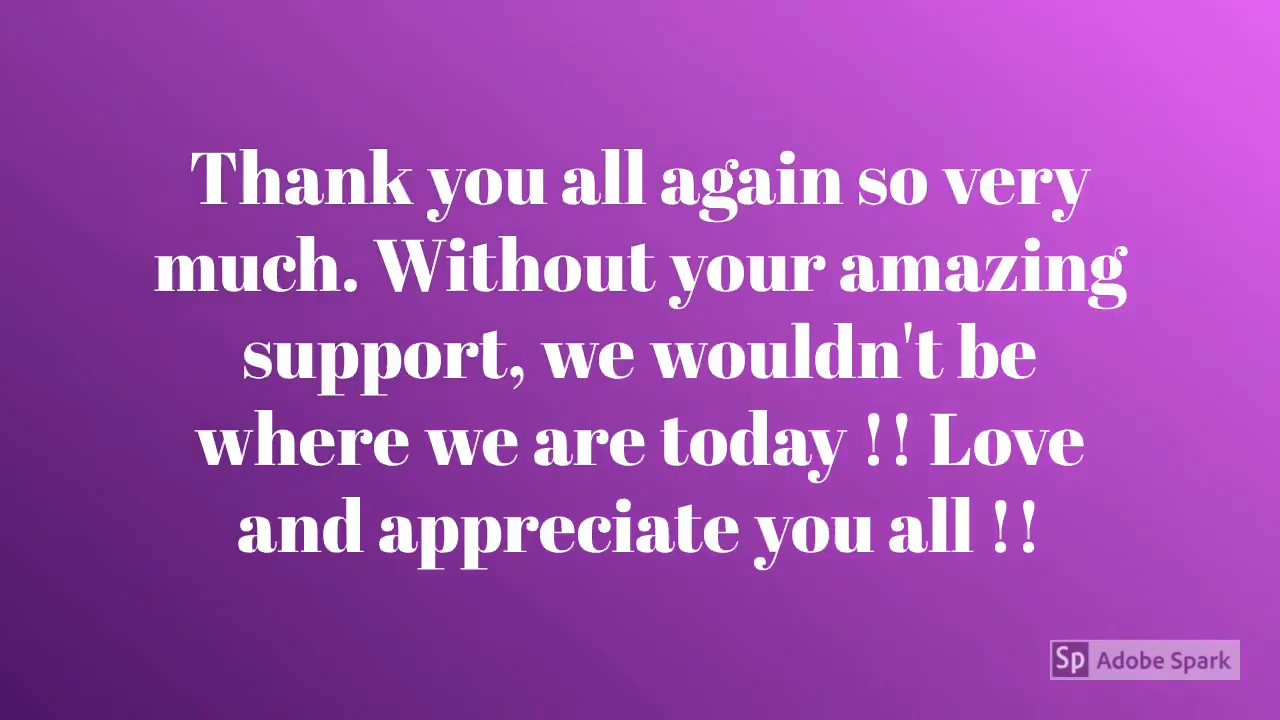 Thank you all again so very
much. Without your amazing
support, we wouldn't be
where we are today !! Love
and appreciate you all !!
Sp Adobe Spark